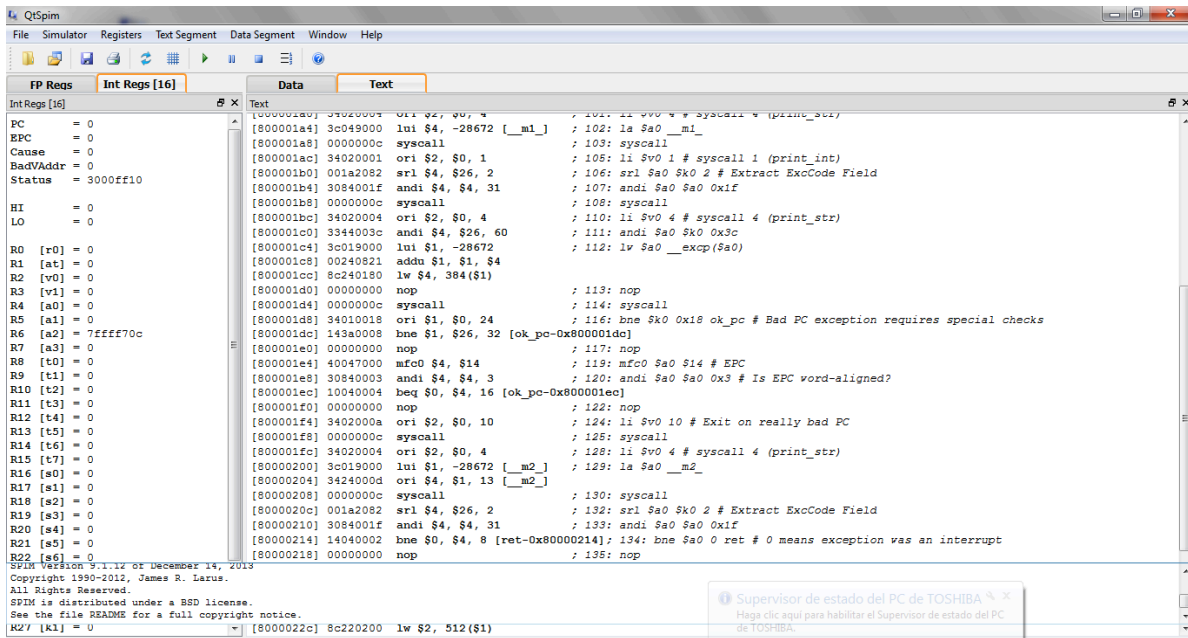 QtSpim
File Simulator Registers Text Segment Data Segment Window Help
FP Regs Int Regs [16] Data Text
Int Regs [16] Text
PC = 0
EPC = 0
Cause = 0
BadVAddr = 0
Status = 3000ff10
HI = 0
LO = 0
R0 [r0] = 0
R1 [at] = 0
R2 [v0] = 0
R3 [v1] = 0
R4 [a0] = 0
R5 [a1] = 0
R6 [a2] = 7ffff70c
R7 [a3] = 0
R8 [t0] = 0
R9 [t1] = 0
R10 [t2] = 0
R11 [t3] = 0
R12 [t4] = 0
R13 [t5] = 0
R14 [t6] = 0
R15 [t7] = 0
R16 [s0] = 0
R17 [s1] = 0
R18 [s2] = 0
R19 [s3] = 0
R20 [s4] = 0
R21 [s5] = 0
R22 [s6] = 0
[800001a0] 34020004 ori $2, $0, 4 ; 101: li $v0 4 # syscall 4 (print_str)
[800001a4] 3c049000 lui $4, -28672 [__m1_] ; 102: la $a0 __m1_
[800001a8] 0000000c syscall ; 103: syscall
[800001ac] 34020001 ori $2, $0, 1 ; 105: li $v0 1 # syscall 1 (print_int)
[800001b0] 001a2082 srl $4, $26, 2 ; 106: srl $a0 $k0 2 # Extract ExcCode Field
[800001b4] 3084001f andi $4, $4, 31 ; 107: andi $a0 $a0 0x1f
[800001b8] 0000000c syscall ; 108: syscall
[800001bc] 34020004 ori $2, $0, 4 ; 110: li $v0 4 # syscall 4 (print_str)
[800001c0] 3344003c andi $4, $26, 60 ; 111: andi $a0 $k0 0x3c
[800001c4] 3c019000 lui $1, -28672 ; 112: lw $a0 __excp($a0)
[800001c8] 00240821 addu $1, $1, $4
[800001cc] 8c240180 lw $4, 384($1)
[800001d0] 00000000 nop ; 113: nop
[800001d4] 0000000c syscall ; 114: syscall
[800001d8] 34010018 ori $1, $0, 24 ; 116: bne $k0 0x18 ok_pc # Bad PC exception requires special checks
[800001dc] 143a0008 bne $1, $26, 32 [ok_pc-0x800001dc]
[800001e0] 00000000 nop ; 117: nop
[800001e4] 40047000 mfc0 $4, $14 ; 119: mfc0 $a0 $14 # EPC
[800001e8] 30840003 andi $4, $4, 3 ; 120: andi $a0 $a0 0x3 # Is EPC word-aligned?
[800001ec] 10040004 beq $0, $4, 16 [ok_pc-0x800001ec]
[800001f0] 00000000 nop ; 122: nop
[800001f4] 3402000a ori $2, $0, 10 ; 124: li $v0 10 # Exit on really bad PC
[800001f8] 0000000c syscall ; 125: syscall
[800001fc] 34020004 ori $2, $0, 4 ; 128: li $v0 4 # syscall 4 (print_str)
[80000200] 3c019000 lui $1, -28672 [__m2_] ; 129: la $a0 __m2_
[80000204] 3424000d ori $4, $1, 13 [__m2_]
[80000208] 0000000c syscall ; 130: syscall
[8000020c] 001a2082 srl $4, $26, 2 ; 132: srl $a0 $k0 2 # Extract ExcCode Field
[80000210] 3084001f andi $4, $4, 31 ; 133: andi $a0 $a0 0x1f
[80000214] 14040002 bne $0, $4, 8 [ret-0x80000214]; 134: bne $a0 0 ret # 0 means exception was an interrupt
[80000218] 00000000 nop ; 135: nop
SPIM Version 9.1.12 of December 14, 2013
Copyright 1990-2012, James R. Larus.
All Rights Reserved.
SPIM is distributed under a BSD license.
See the file README for a full copyright notice.
R27 [k1] = 0 [8000022c] 8c220200 lw $2, 512($1)
Supervisor de estado del PC de TOSHIBA
Haga clic aquí para habilitar el Supervisor de estado del PC
de TOSHIBA.